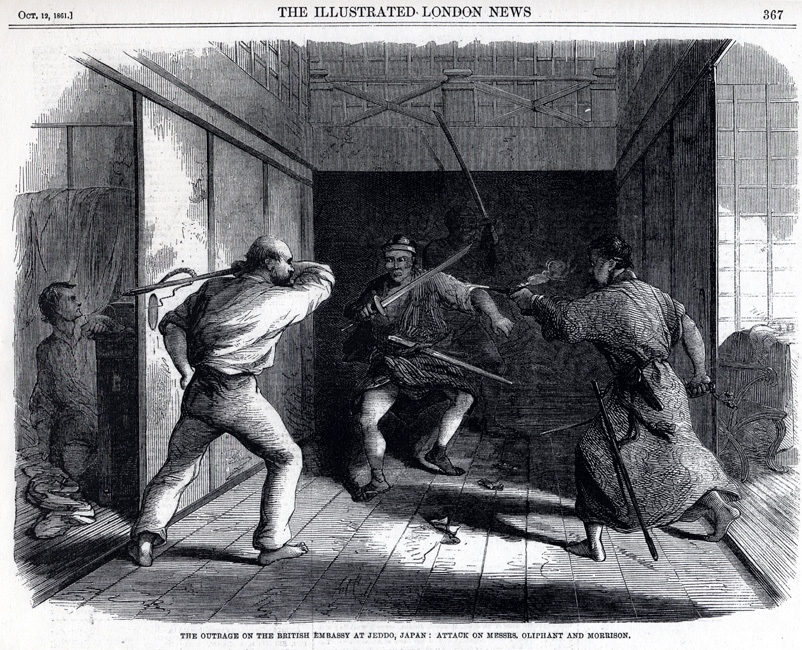 OCT. 12, 1861.]
THE ILLUSTRATED LONDON NEWS
367
THE OUTRAGE ON THE BRITISH EMBASSY AT JEDDO, JAPAN: ATTACK ON MESSRS. OLIPHANT AND MORRISON.